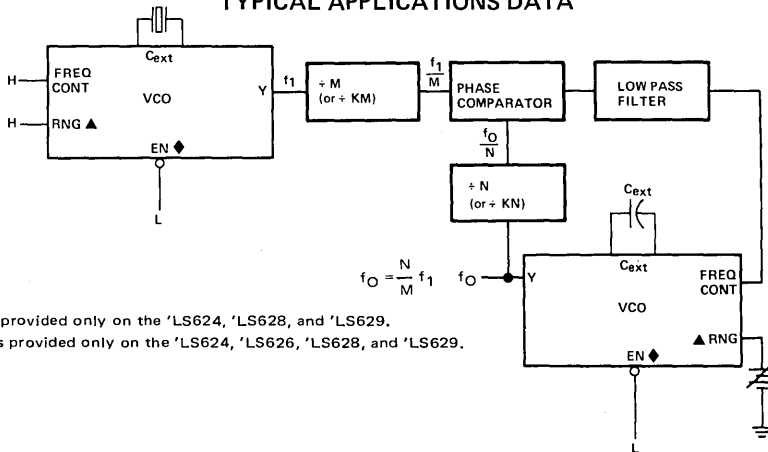 TYPICAL APPLICATIONS DATA
Cext
H
FREQ
CONT
VCO
Y
H
RNG ▲
EN ◆
L
f1
÷ M
(or ÷ KM)
f1
M
PHASE
COMPARATOR
LOW PASS
FILTER
fO
N
÷ N
(or ÷ KN)
fO = N/M f1
fO
Y
Cext
Cext
FREQ
CONT
VCO
▲ RNG
EN ◆
L
provided only on the 'LS624, 'LS628, and 'LS629.
s provided only on the 'LS624, 'LS626, 'LS628, and 'LS629.